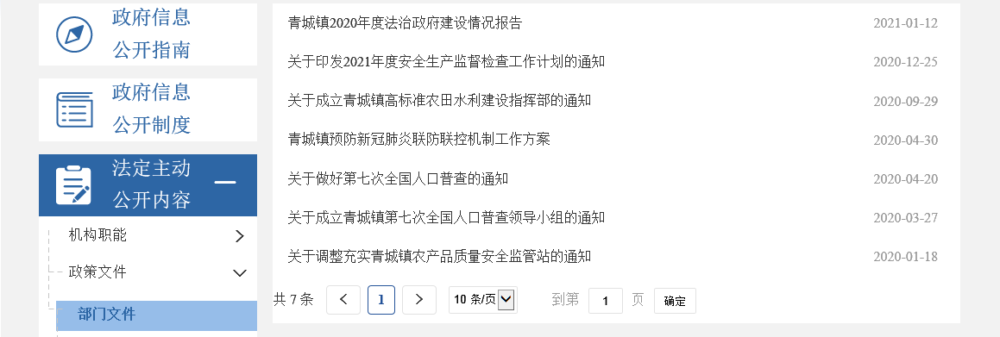 政府信息
公开指南
政府信息
公开制度
法定主动
公开内容
机构职能
政策文件
部门文件
青城镇2020年度法治政府建设情况报告 2021-01-12
关于印发2021年度安全生产监督检查工作计划的通知 2020-12-25
关于成立青城镇高标准农田水利建设指挥部的通知 2020-09-29
青城镇预防新冠肺炎联防联控机制工作方案 2020-04-30
关于做好第七次全国人口普查的通知 2020-04-20
关于成立青城镇第七次全国人口普查领导小组的通知 2020-03-27
关于调整充实青城镇农产品质量安全监管站的通知 2020-01-18
共 7 条 1 10 条/页 到第 1 页 确定